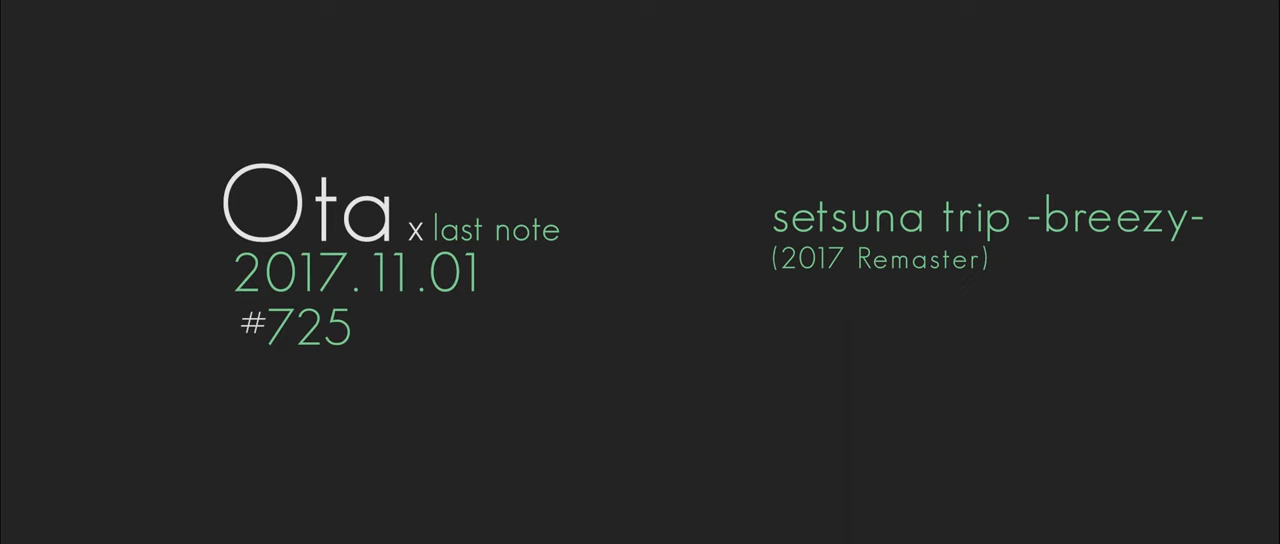 Ota x last note
2017.11.01
#725
setsuna trip -breezy-
(2017 Remaster)